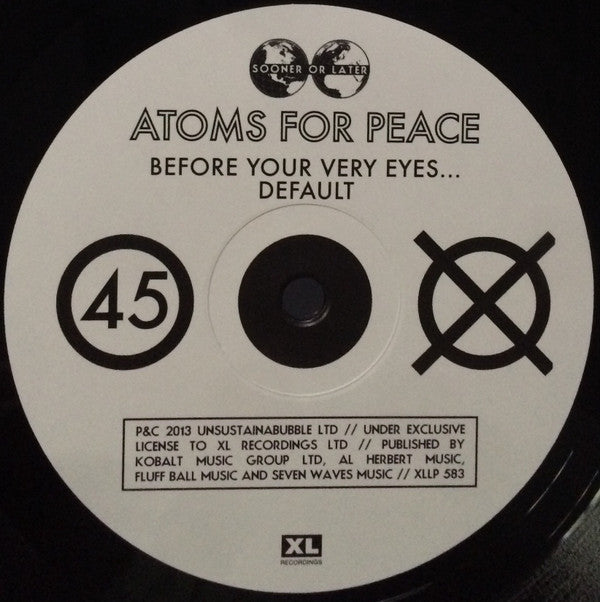 SOONER OR LATER
ATOMS FOR PEACE
BEFORE YOUR VERY EYES...
DEFAULT
45
P&C 2013 UNSUSTAINABUBBLE LTD // UNDER EXCLUSIVE
LICENSE TO XL RECORDINGS LTD // PUBLISHED BY
KOBALT MUSIC GROUP LTD, AL HERBERT MUSIC,
FLUFF BALL MUSIC AND SEVEN WAVES MUSIC // XLLP 583
XL
RECORDINGS